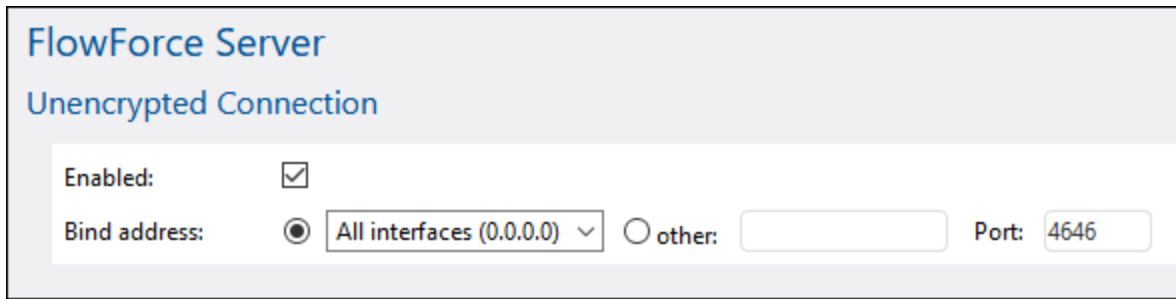 FlowForce Server
Unencrypted Connection
Enabled:
Bind address: All interfaces (0.0.0.0) other: Port: 4646